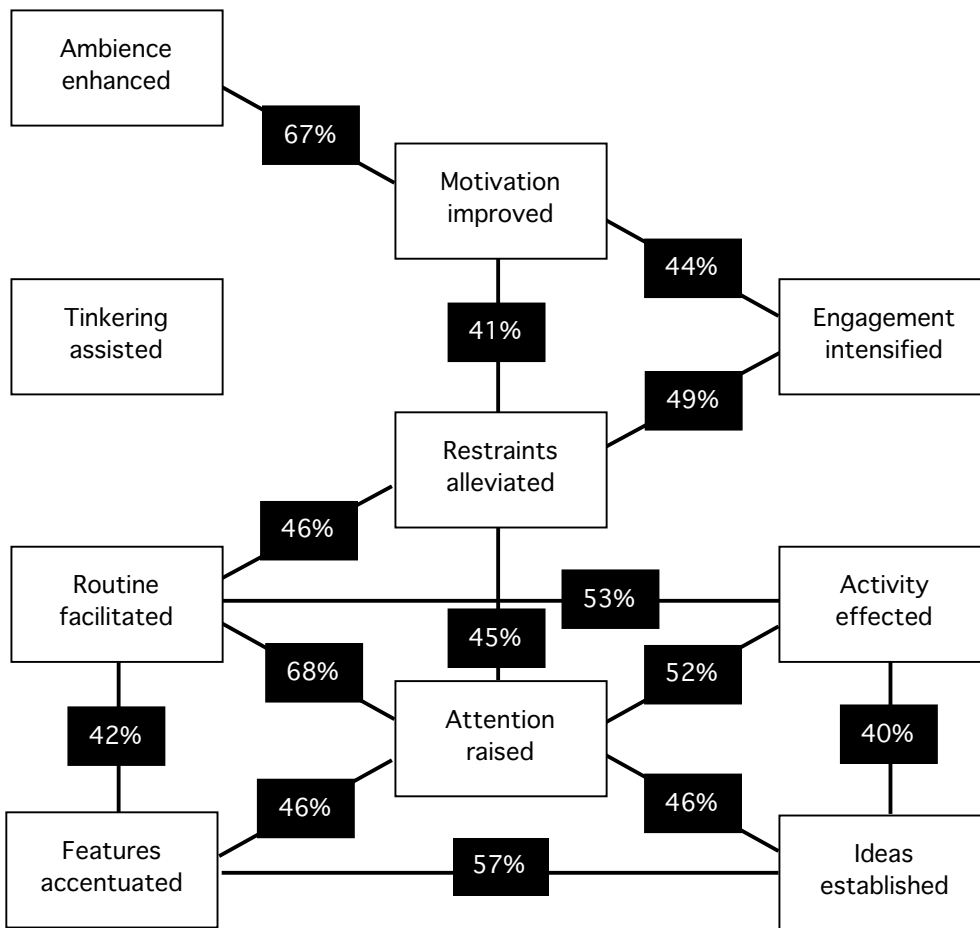 Ambience
enhanced
67%
Motivation
improved
44%
Tinkering
assisted
41%
Engagement
intensified
49%
Restraints
alleviated
46%
Routine
facilitated
53%
Activity
effected
45%
68%
52%
Attention
raised
42%
40%
46%
46%
Features
accentuated
57%
Ideas
established